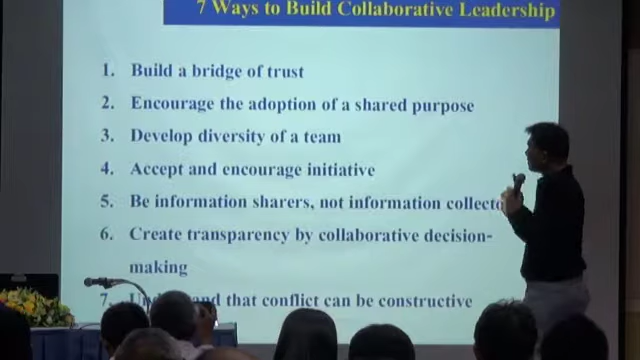 7 Ways to Build Collaborative Leadership
1. Build a bridge of trust
2. Encourage the adoption of a shared purpose
3. Develop diversity of a team
4. Accept and encourage initiative
5. Be information sharers, not information
6. Create transparency by collaborative decision-
making
7. that conflict can be constructive